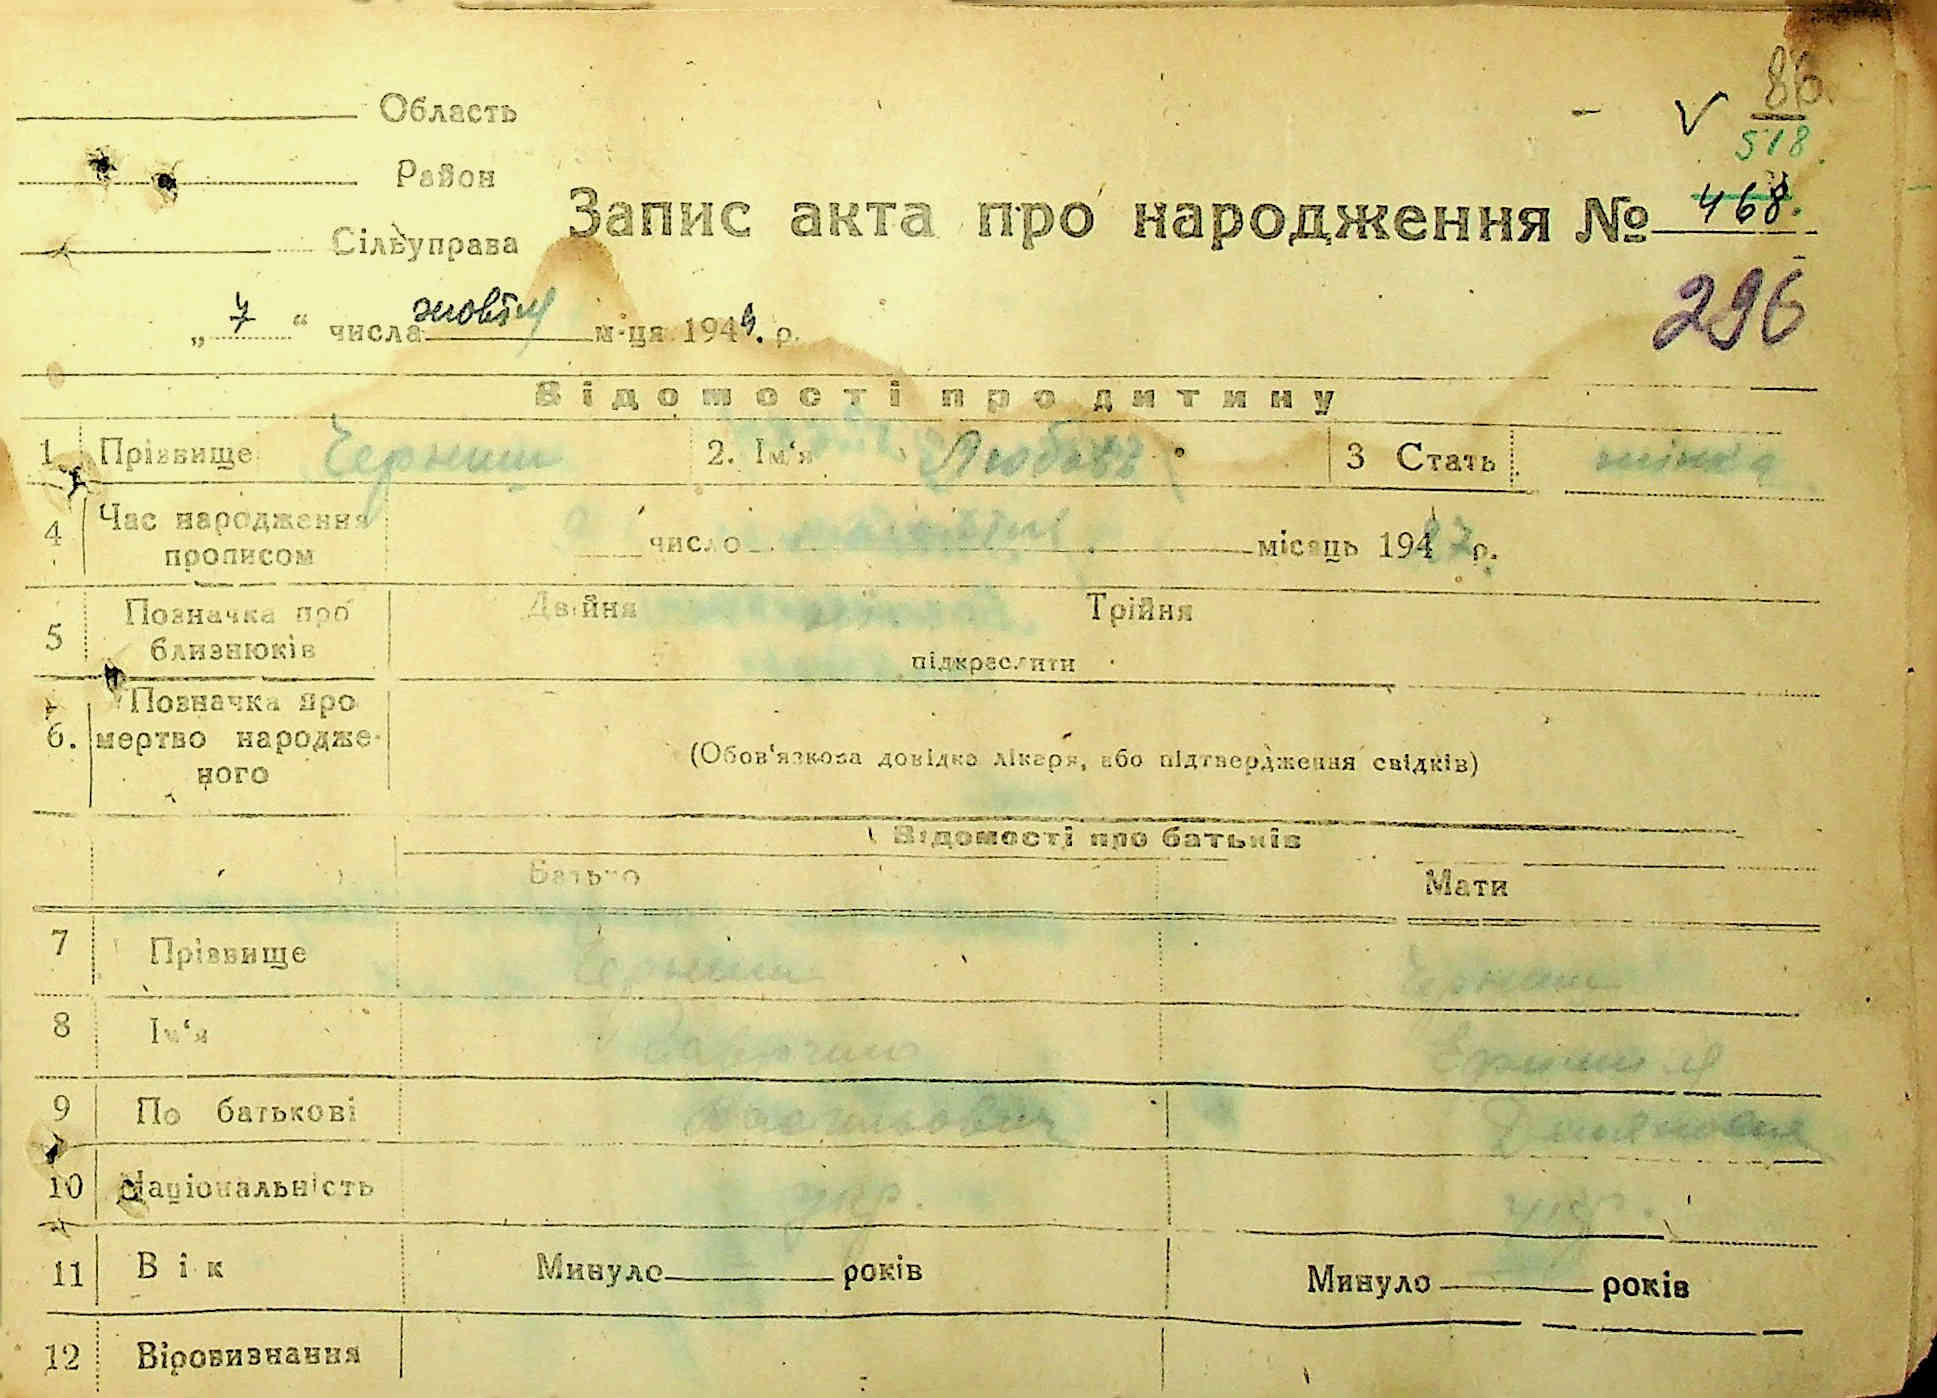 86
518.
Область
Район
Сільуправа
Запис акта про народження № 468.
296
„ 7 “ числа жовтня м-ця 1944. р.
Відомості про дитину
1. Прізвище Черниш 2. Ім‘я Любовь 3 Стать жінка
4 Час народження прописом число місяць 194 р.
5 Позначка про близнюків Двійня Трійня
підкреслити
6. Позначка про мертво народженого
(Обов‘язкова довідка лікаря, або підтвердження свідків)
Відомості про батьків
Батько Мати
7 Прізвище Черниш Черниш
8 Ім‘я
9 По батькові
10 Національність укр. укр.
11 Вік Минуло років Минуло років
12 Віровизнання